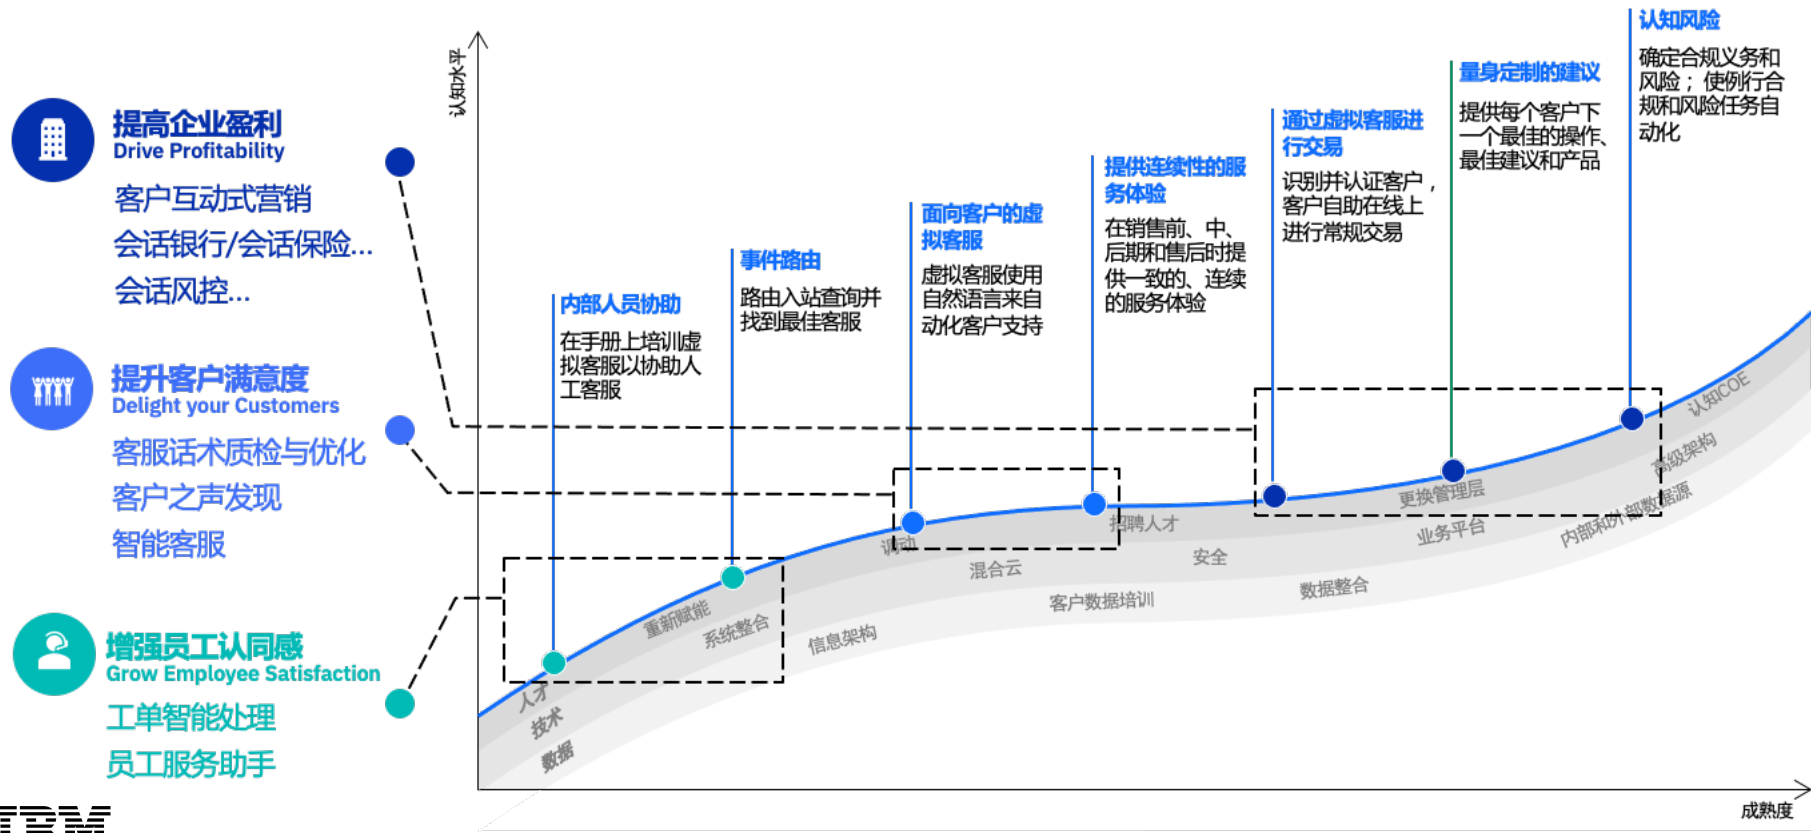 提高企业盈利
Drive Profitability
客户互动式营销
会话银行/会话保险...
会话风控...
提升客户满意度
Delight your Customers
客服话术质检与优化
客户之声发现
智能客服
增强员工认同感
Grow Employee Satisfaction
工单智能处理
员工服务助手
IBM
认知水平
内部人员协助
在手册上培训虚
拟客服以协助人
工客服
事件路由
路由入站查询并
找到最佳客服
面向客户的虚
拟客服
虚拟客服使用
自然语言来自
动化客户支持
提供连续性的服
务体验
在销售前、中、
后期和售后时提
供一致的、连续
的服务体验
通过虚拟客服进
行交易
识别并认证客户，
客户自助在线上
进行常规交易
量身定制的建议
提供每个客户下
一个最佳的操作、
最佳建议和产品
认知风险
确定合规义务和
风险；使例行合
规和风险任务自
动化
人才
重新赋能
调动
招聘人才
更换管理层
认知COE
技术
系统整合
混合云
安全
业务平台
高级架构
数据
信息架构
客户数据培训
数据整合
内部和外部数据源
成熟度